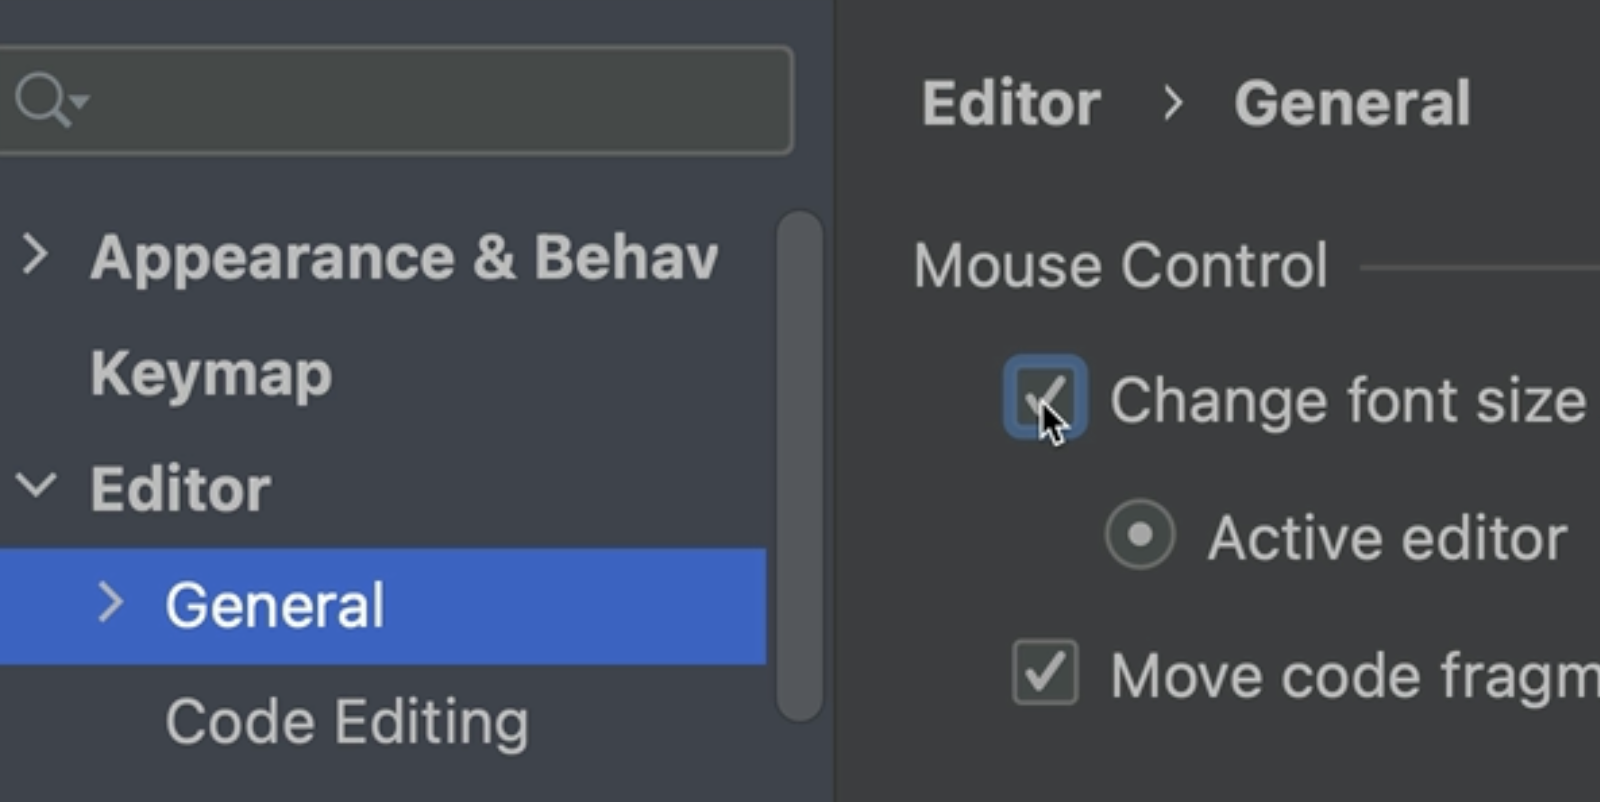 Appearance & Behav
Keymap
Editor
General
Code Editing
Editor > General
Mouse Control
Change font size
Active editor
Move code fragm